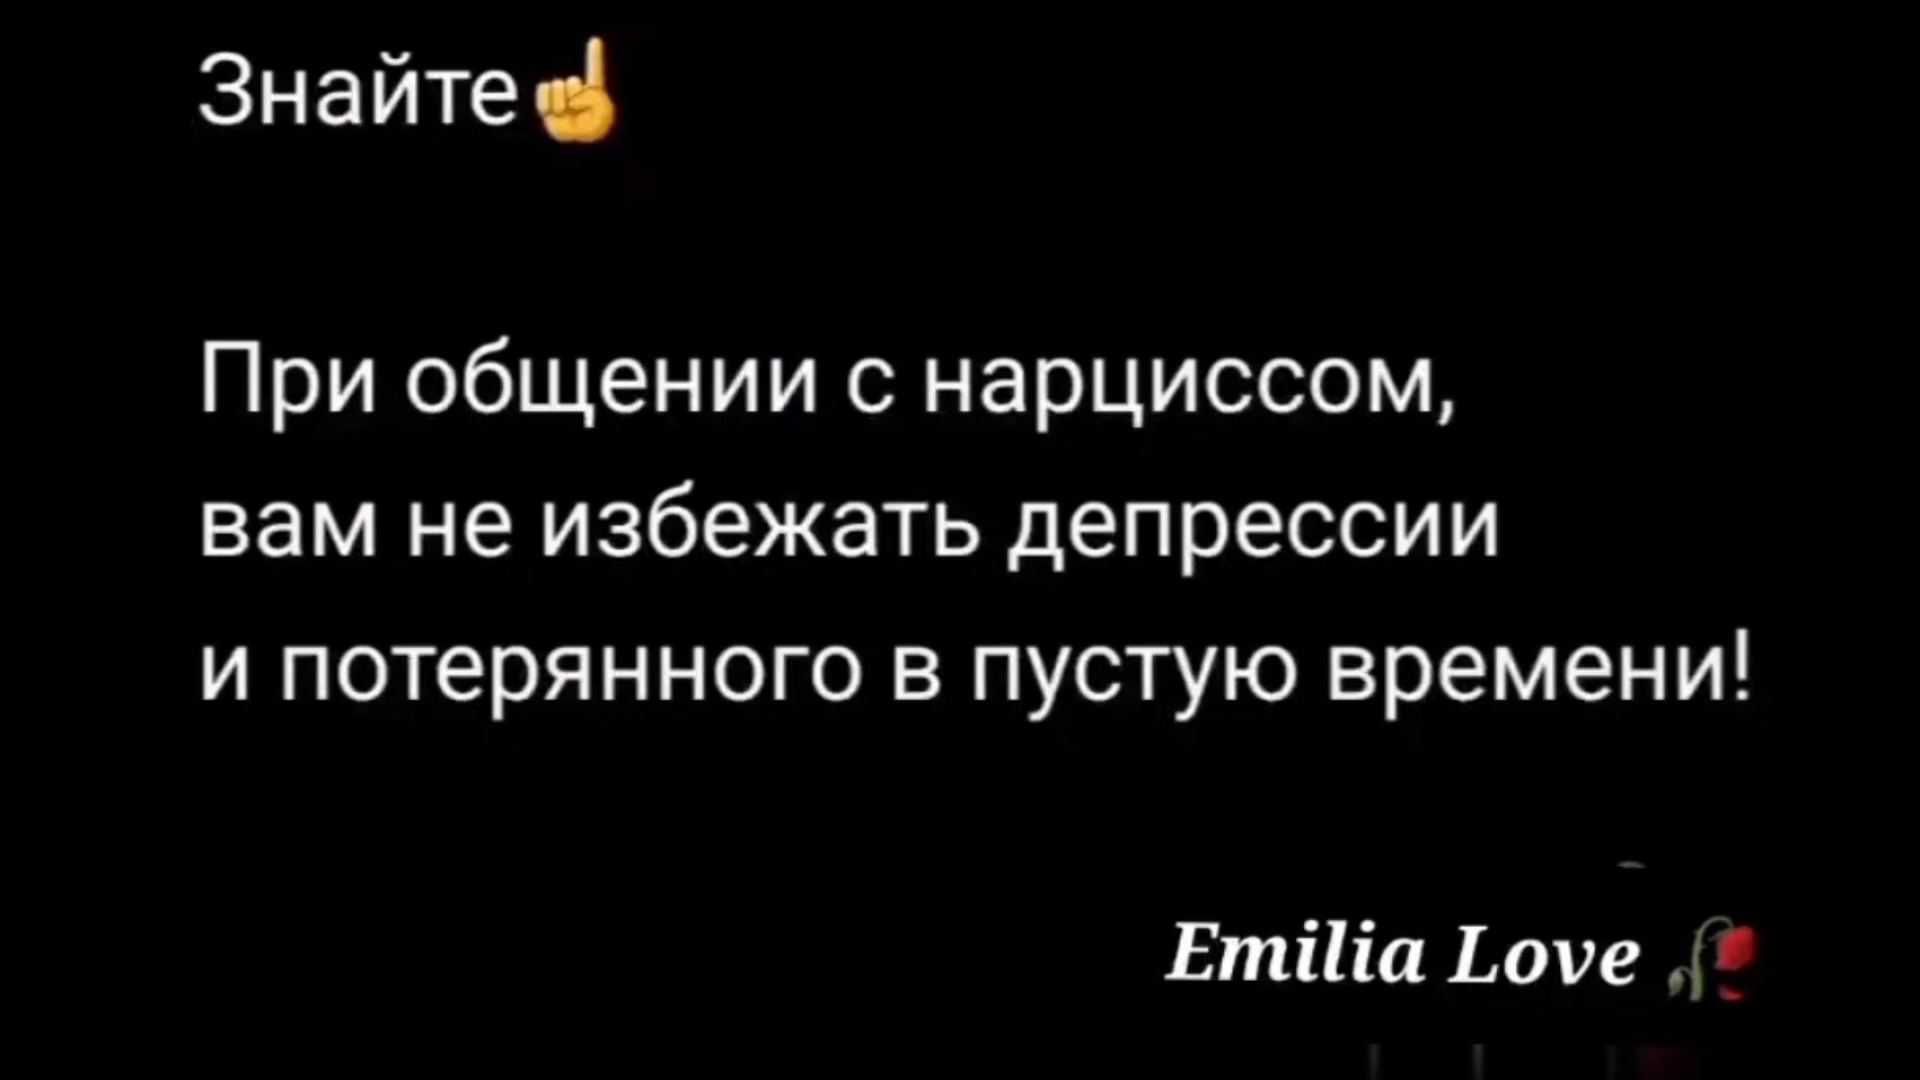 Знайте☝️
При общении с нарциссом,
вам не избежать депрессии
и потерянного в пустую времени!
Emilia Love 🥀